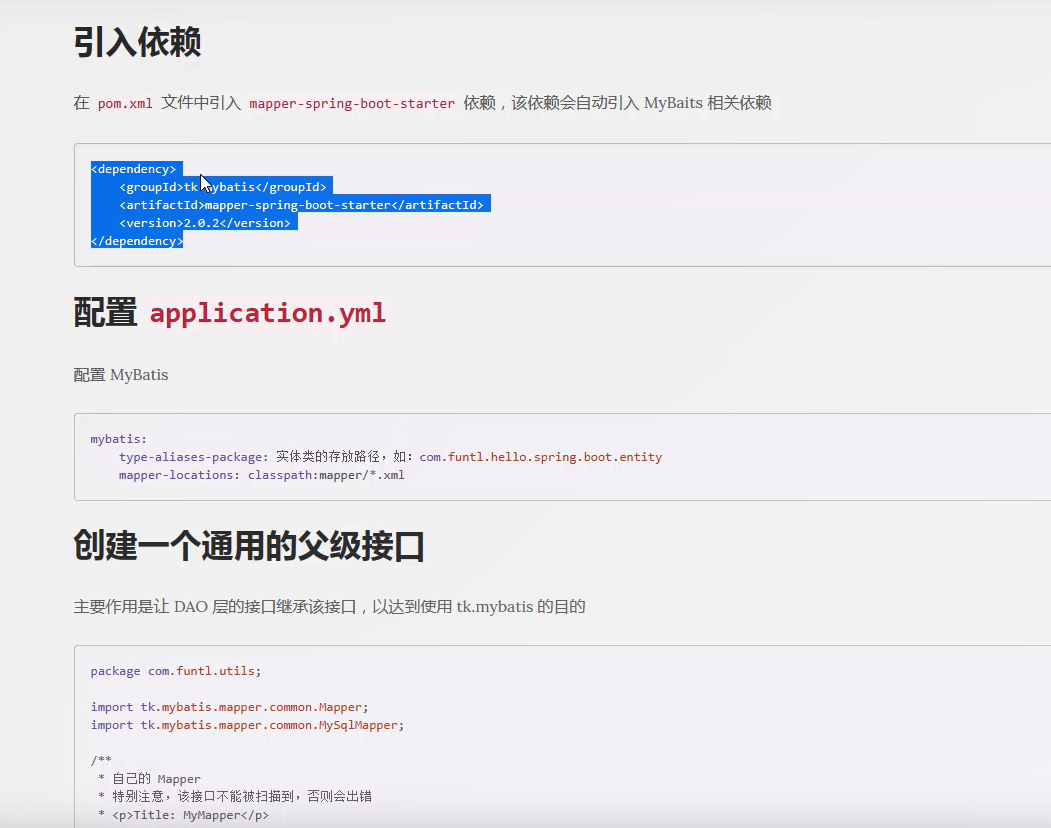 引入依赖
在 pom.xml 文件中引入 mapper-spring-boot-starter 依赖，该依赖会自动引入 MyBaits 相关依赖
<dependency>
    <groupId>tk.mybatis</groupId>
    <artifactId>mapper-spring-boot-starter</artifactId>
    <version>2.0.2</version>
</dependency>
配置 application.yml
配置 MyBatis
mybatis:
    type-aliases-package: 实体类的存放路径，如：com.funtl.hello.spring.boot.entity
    mapper-locations: classpath:mapper/*.xml
创建一个通用的父级接口
主要作用是让 DAO 层的接口继承该接口，以达到使用 tk.mybatis 的目的
package com.funtl.utils;
import tk.mybatis.mapper.common.Mapper;
import tk.mybatis.mapper.common.MySqlMapper;
/**
 * 自己的 Mapper
 * 特别注意，该接口不能被扫描到，否则会出错
 * <p>Title: MyMapper</p>